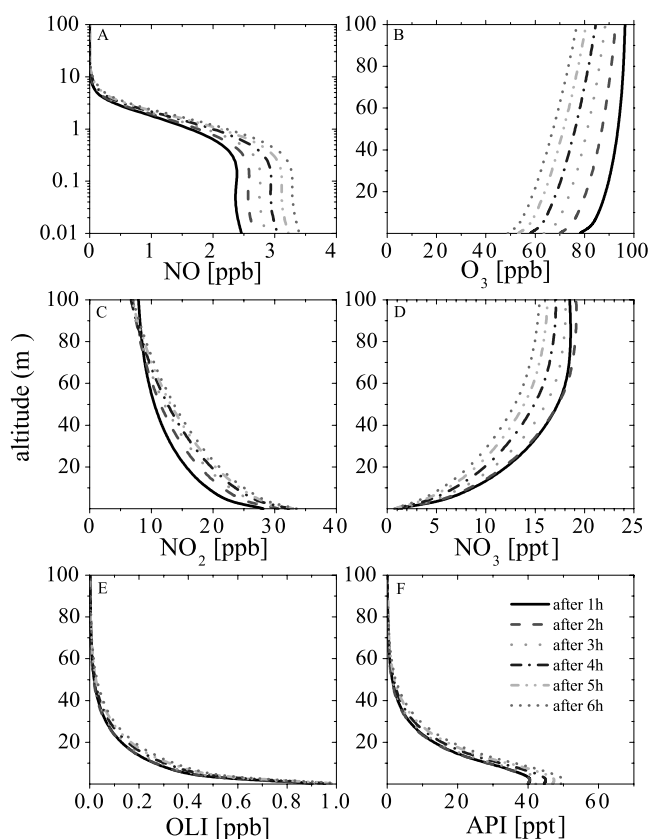 100
10
1
0.1
0.01
A
0 1 2 3 4
NO [ppb]
100
80
60
40
20
B
0 20 40 60 80 100
O3 [ppb]
altitude (m)
100
80
60
40
20
C
0 10 20 30 40
NO2 [ppb]
100
80
60
40
20
D
0 5 10 15 20 25
NO3 [ppt]
100
80
60
40
20
E
0.0 0.2 0.4 0.6 0.8 1.0
OLI [ppb]
100
80
60
40
20
F
after 1h
after 2h
after 3h
after 4h
after 5h
after 6h
0 20 40 60
API [ppt]